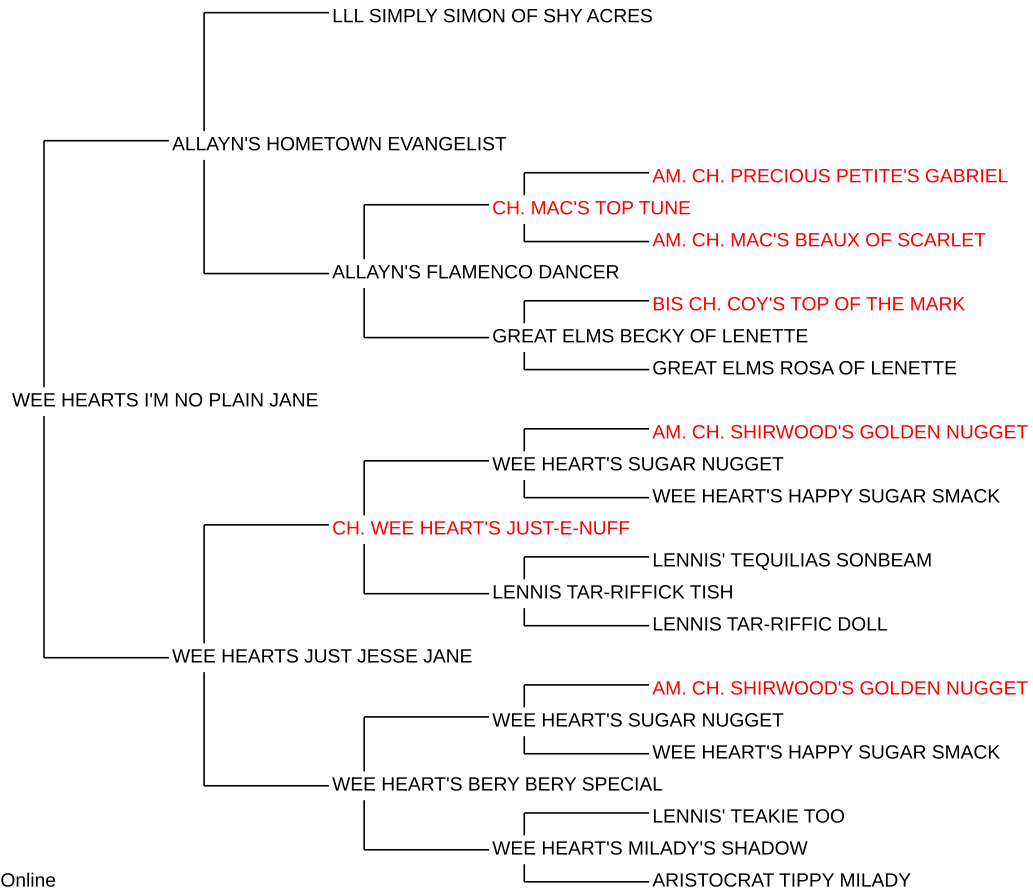 LLL SIMPLY SIMON OF SHY ACRES
ALLAYN'S HOMETOWN EVANGELIST
AM. CH. PRECIOUS PETITE'S GABRIEL
CH. MAC'S TOP TUNE
AM. CH. MAC'S BEAUX OF SCARLET
ALLAYN'S FLAMENCO DANCER
BIS CH. COY'S TOP OF THE MARK
GREAT ELMS BECKY OF LENETTE
GREAT ELMS ROSA OF LENETTE
WEE HEARTS I'M NO PLAIN JANE
AM. CH. SHIRWOOD'S GOLDEN NUGGET
WEE HEART'S SUGAR NUGGET
WEE HEART'S HAPPY SUGAR SMACK
CH. WEE HEART'S JUST-E-NUFF
LENNIS' TEQUILIAS SONBEAM
LENNIS TAR-RIFFICK TISH
LENNIS TAR-RIFFIC DOLL
WEE HEARTS JUST JESSE JANE
AM. CH. SHIRWOOD'S GOLDEN NUGGET
WEE HEART'S SUGAR NUGGET
WEE HEART'S HAPPY SUGAR SMACK
WEE HEART'S BERY BERY SPECIAL
LENNIS' TEAKIE TOO
WEE HEART'S MILADY'S SHADOW
ARISTOCRAT TIPPY MILADY
Online